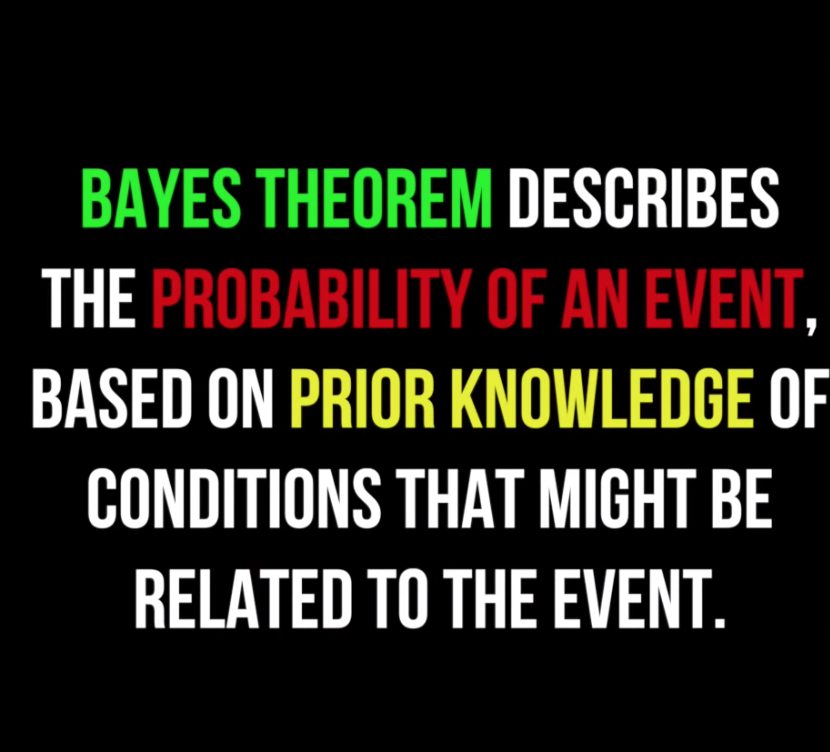 BAYES THEOREM DESCRIBES
THE PROBABILITY OF AN EVENT,
BASED ON PRIOR KNOWLEDGE OF
CONDITIONS THAT MIGHT BE
RELATED TO THE EVENT.